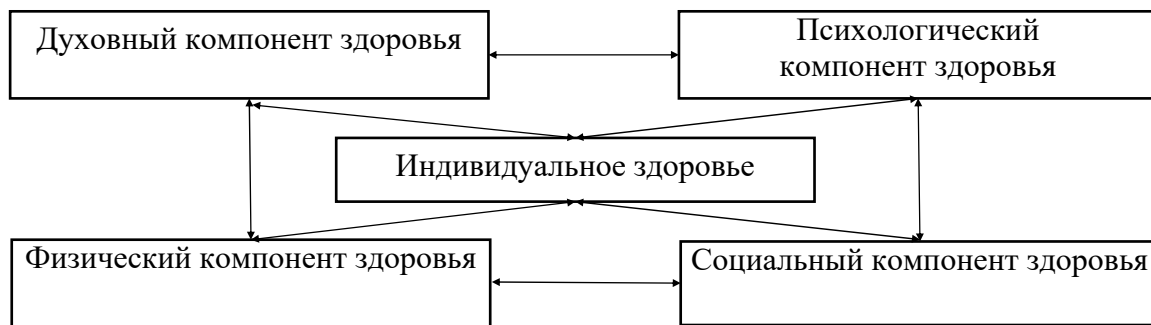 Духовный компонент здоровья
Психологический
компонент здоровья
Индивидуальное здоровье
Физический компонент здоровья
Социальный компонент здоровья